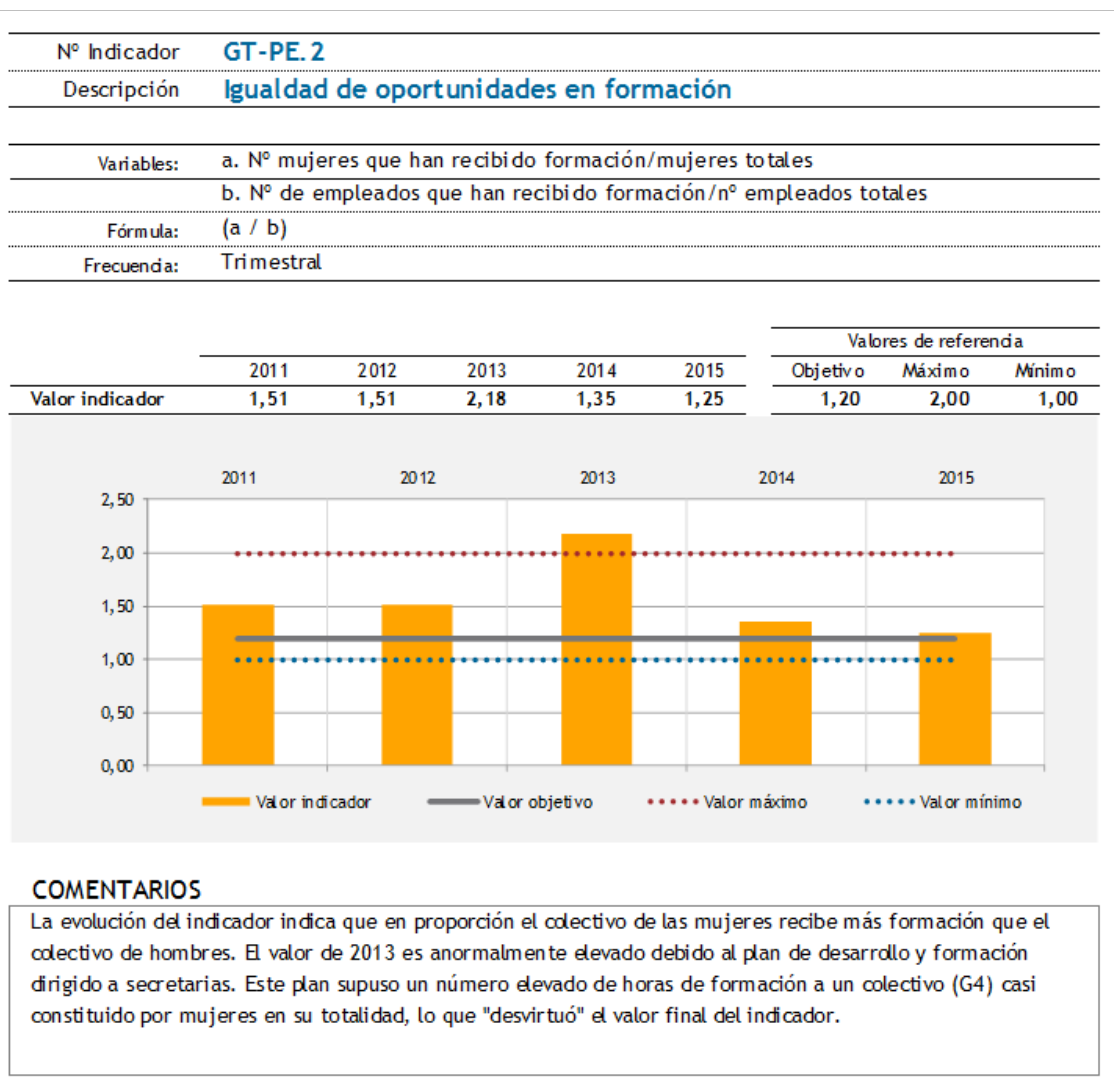 Nº Indicador GT-PE.2
Descripción Igualdad de oportunidades en formación
Variables: a. Nº mujeres que han recibido formación/mujeres totales
b. Nº de empleados que han recibido formación/nº empleados totales
Fórmula: (a / b)
Frecuencia: Trimestral
Valores de referencia
2011 2012 2013 2014 2015 Objetivo Máximo Mínimo
Valor indicador 1,51 1,51 2,18 1,35 1,25 1,20 2,00 1,00
2011 2012 2013 2014 2015
2,50
2,00
1,50
1,00
0,50
0,00
Valor indicador Valor objetivo Valor máximo Valor mínimo
COMENTARIOS
La evolución del indicador indica que en proporción el colectivo de las mujeres recibe más formación que el
colectivo de hombres. El valor de 2013 es anormalmente elevado debido al plan de desarrollo y formación
dirigido a secretarias. Este plan supuso un número elevado de horas de formación a un colectivo (G4) casi
constituido por mujeres en su totalidad, lo que "desvirtuó" el valor final del indicador.